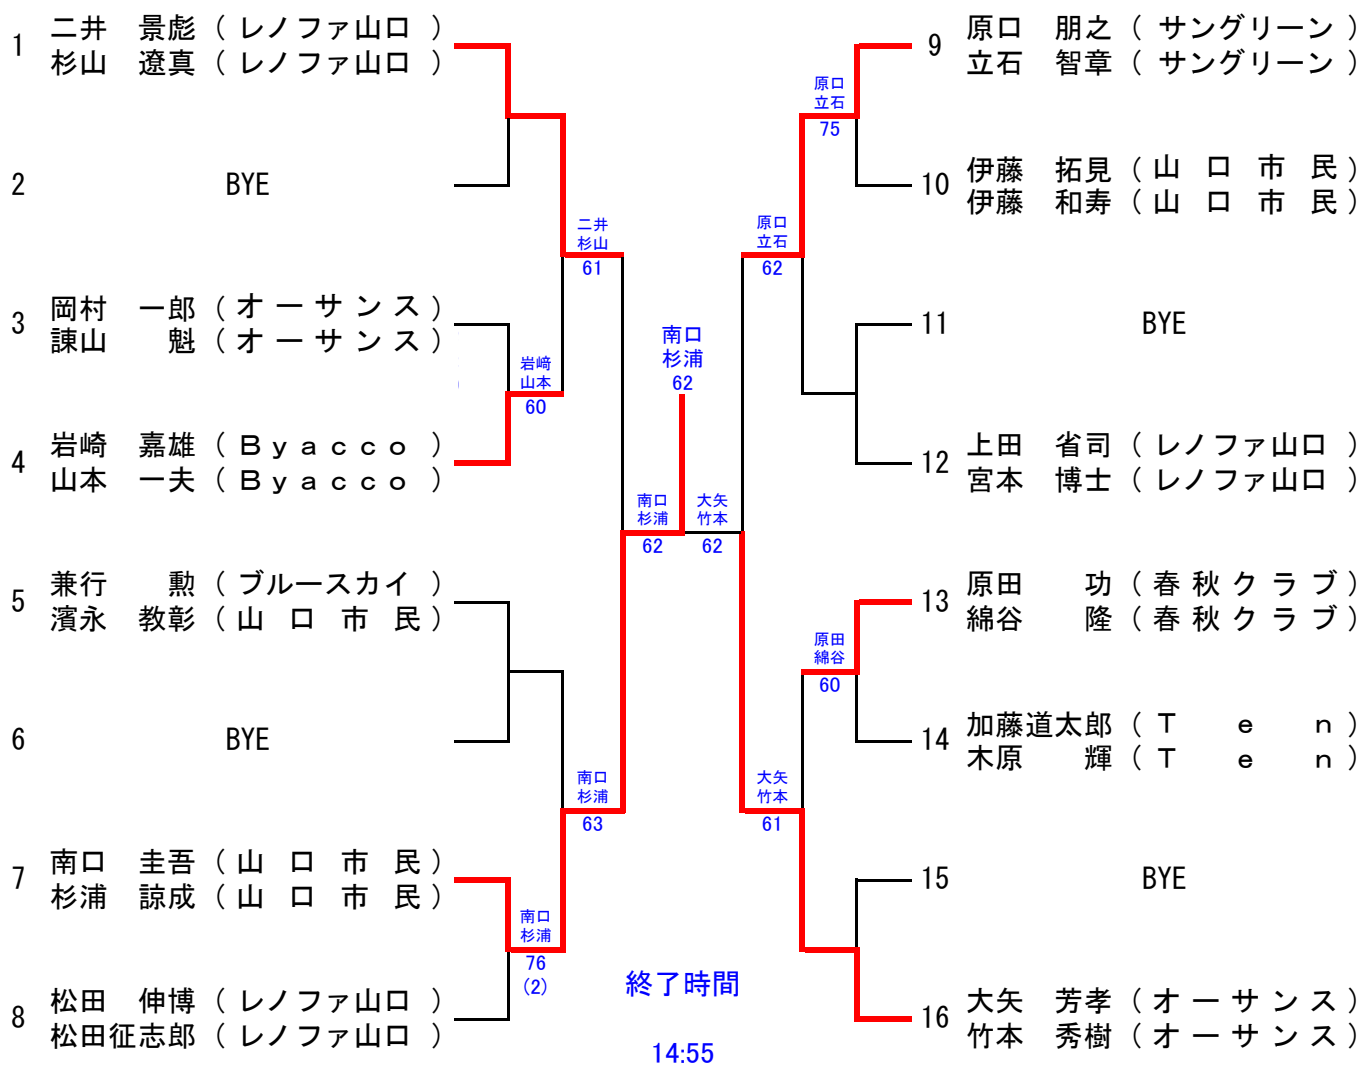 1
二井 景彪 ( レノファ山口 )
杉山 遼真 ( レノファ山口 )
2
BYE
3
岡村 一郎 ( オーサンス )
諌山 魁 ( オーサンス )
4
岩崎 嘉雄 ( Ｂｙａｃｃｏ )
山本 一夫 ( Ｂｙａｃｃｏ )
5
兼行 勲 ( ブルースカイ )
濱永 教彰 ( 山口市民 )
6
BYE
7
南口 圭吾 ( 山口市民 )
杉浦 諒成 ( 山口市民 )
8
松田 伸博 ( レノファ山口 )
松田征志郎 ( レノファ山口 )
岩﨑
山本
60
南口
杉浦
76
(2)
二井
杉山
61
南口
杉浦
63
南口
杉浦
62
南口
杉浦
62
大矢
竹本
62
原口
立石
62
大矢
竹本
61
原口
立石
75
原田
綿谷
60
9
原口 朋之 ( サングリーン )
立石 智章 ( サングリーン )
10
伊藤 拓見 ( 山口市民 )
伊藤 和寿 ( 山口市民 )
11
BYE
12
上田 省司 ( レノファ山口 )
宮本 博士 ( レノファ山口 )
13
原田 功 ( 春秋クラブ )
綿谷 隆 ( 春秋クラブ )
14
加藤道太郎 ( Ｔｅｎ )
木原 輝 ( Ｔｅｎ )
15
BYE
16
大矢 芳孝 ( オーサンス )
竹本 秀樹 ( オーサンス )
終了時間
14:55